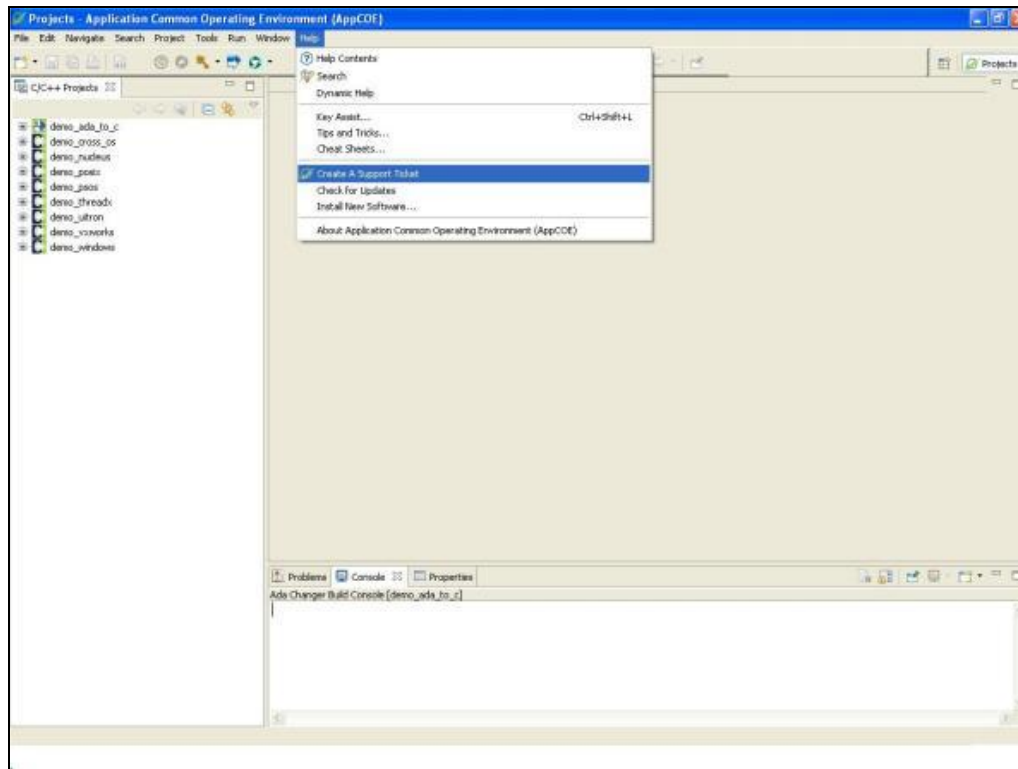 Projects - Application Common Operating Environment (AppCOE)
File Edit Navigate Search Project Tools Run Window Help
Projects
C/C++ Projects
demo_ada_to_c
demo_cross_os
demo_nucleus
demo_posix
demo_psos
demo_threadx
demo_uitron
demo_vxworks
demo_windows
Help Contents
Search
Dynamic Help
Key Assist... Ctrl+Shift+L
Tips and Tricks...
Cheat Sheets...
Create A Support Ticket
Check for Updates
Install New Software...
About Application Common Operating Environment (AppCOE)
Problems Console Properties
Ada Changer Build Console [demo_ada_to_c]